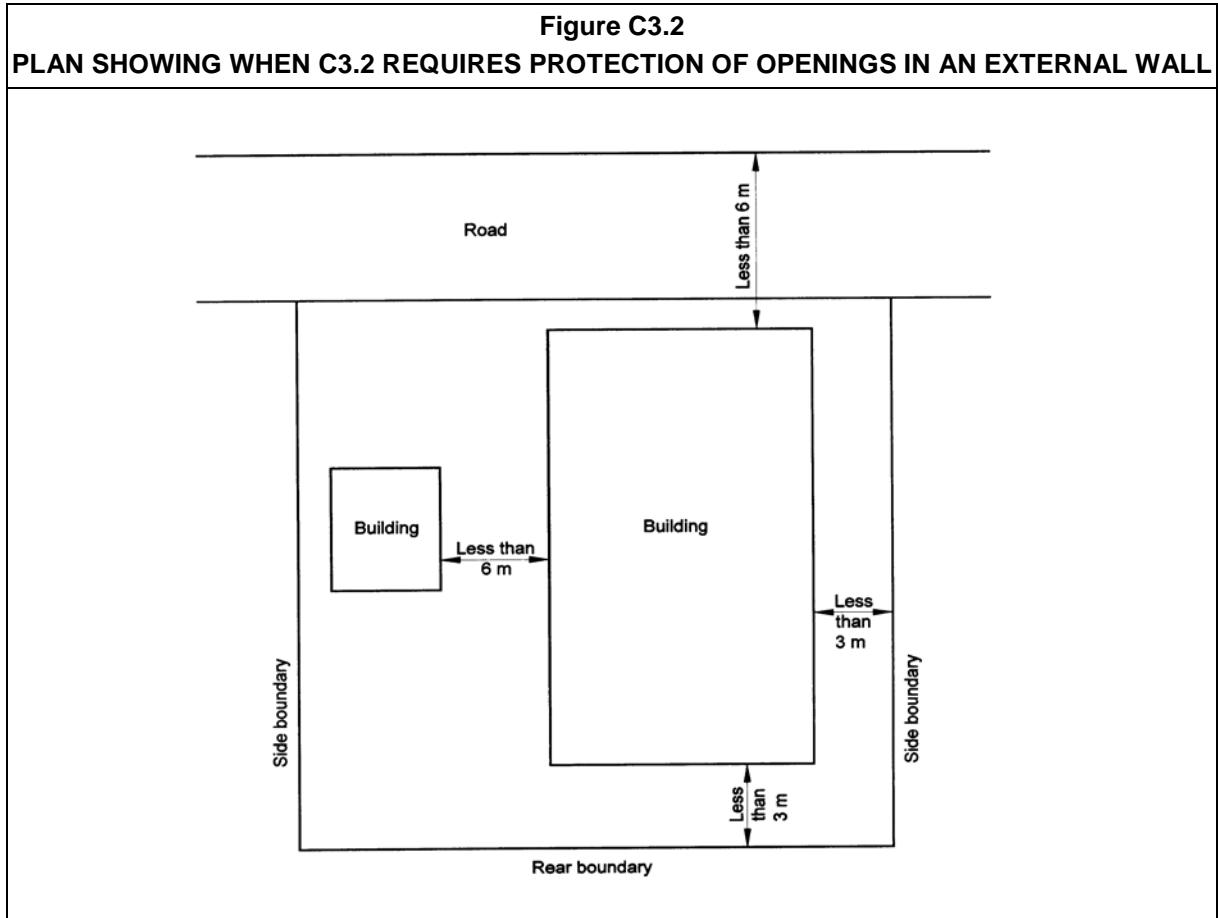 Figure C3.2
PLAN SHOWING WHEN C3.2 REQUIRES PROTECTION OF OPENINGS IN AN EXTERNAL WALL
Less than 6 m
Road
Building
Building
Less than
6 m
Less
than
3 m
Side boundary
Side boundary
Less
than
3 m
Rear boundary